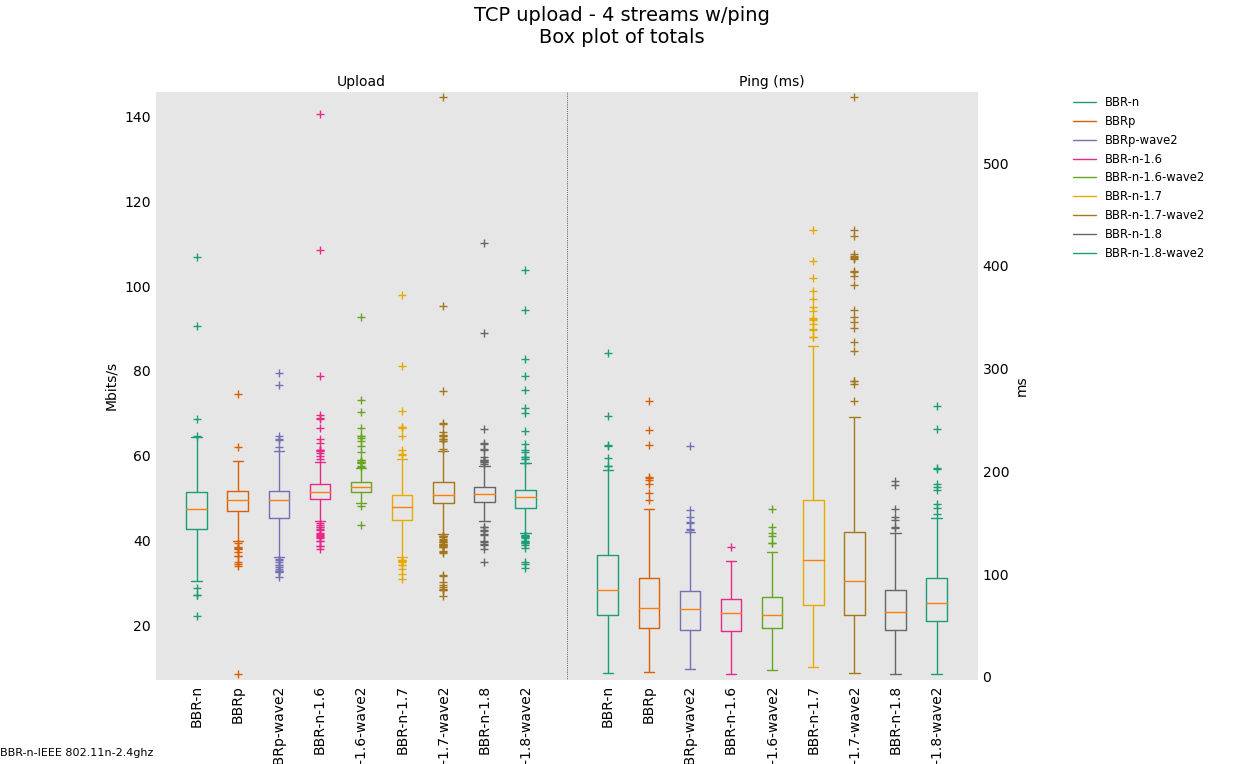 TCP upload - 4 streams w/ping
Box plot of totals
Upload
Ping (ms)
140
120
100
80
60
40
20
Mbits/s
500
400
300
200
100
0
ms
BBR-n
BBRp
BBRp-wave2
BBR-n-1.6
BBR-n-1.6-wave2
BBR-n-1.7
BBR-n-1.7-wave2
BBR-n-1.8
BBR-n-1.8-wave2
BBR-n
BBRp
BRp-wave2
BBR-n-1.6
-1.6-wave2
BBR-n-1.7
-1.7-wave2
BBR-n-1.8
-1.8-wave2
BBR-n
BBRp
BRp-wave2
BBR-n-1.6
-1.6-wave2
BBR-n-1.7
-1.7-wave2
BBR-n-1.8
-1.8-wave2
BBR-n-IEEE 802.11n-2.4ghz